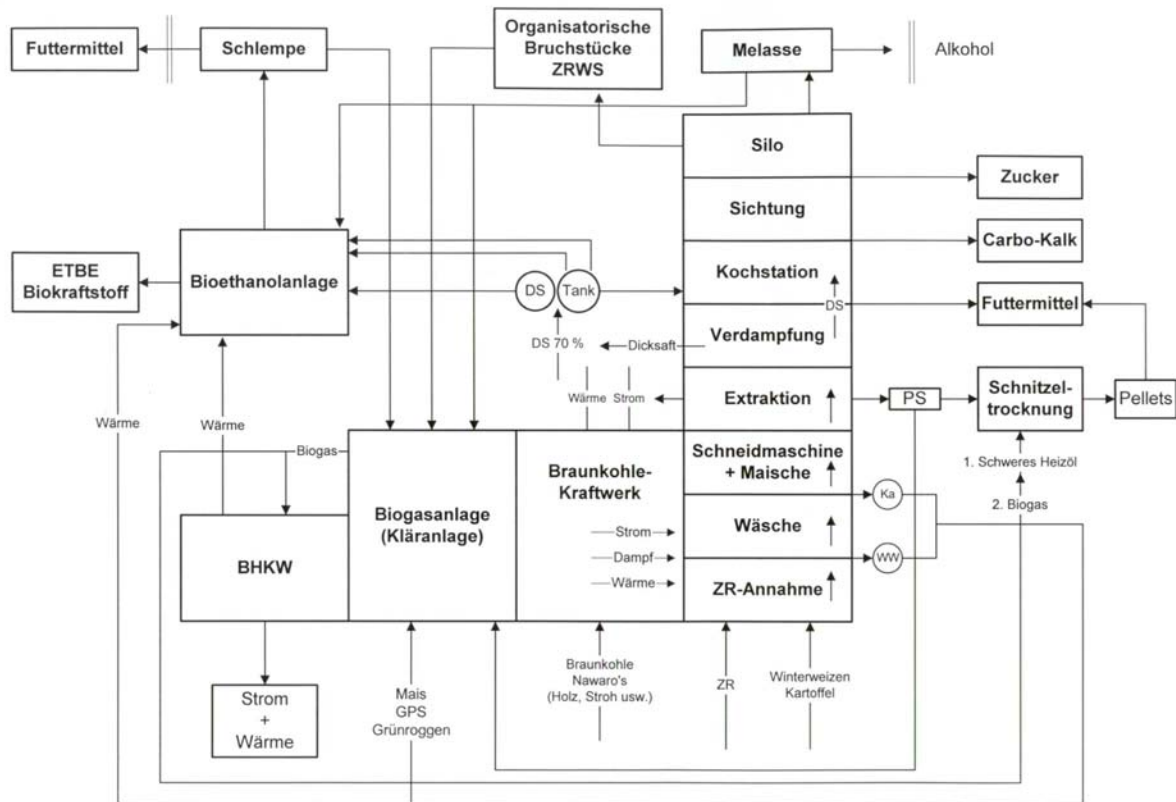 Futtermittel
Schlempe
Organisatorische
Bruchstücke
ZRWS
Melasse
Alkohol
Silo
Zucker
Sichtung
Carbo-Kalk
ETBE
Biokraftstoff
Bioethanolanlage
DS
Tank
Kochstation
DS
Futtermittel
DS 70 %
Dicksaft
Verdampfung
Wärme
Strom
Extraktion
PS
Schnitzel-
trocknung
Pellets
Wärme
Wärme
Biogas
Schneidmaschine
+ Maische
1. Schweres Heizöl
2. Biogas
Ka
Braunkohle-
Kraftwerk
Biogasanlage
(Kläranlage)
Strom
Dampf
Wärme
Wäsche
WW
BHKW
ZR-Annahme
Strom
+
Wärme
Mais
GPS
Grünroggen
Braunkohle
Nawaro's
(Holz, Stroh usw.)
ZR
Winterweizen
Kartoffel